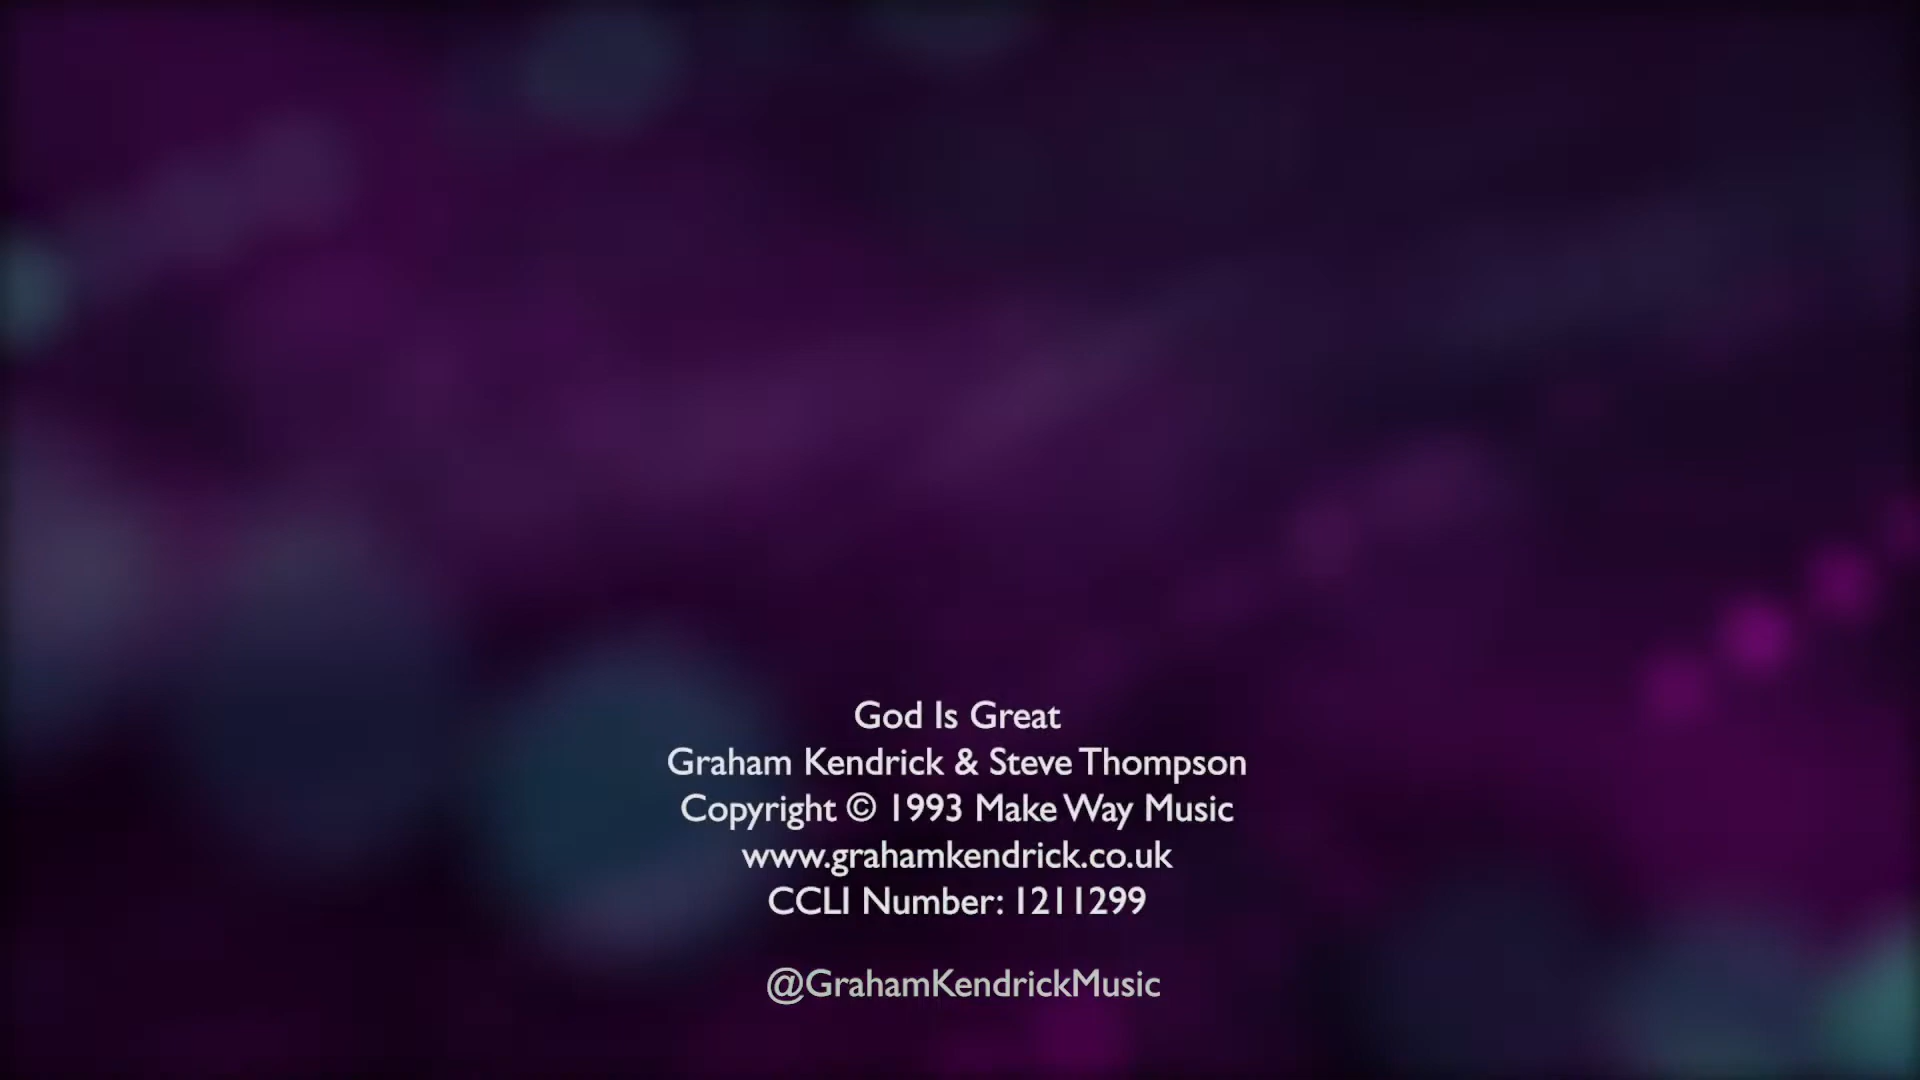 God Is Great
Graham Kendrick & Steve Thompson
Copyright © 1993 Make Way Music
www.grahamkendrick.co.uk
CCLI Number: 1211299
@GrahamKendrickMusic